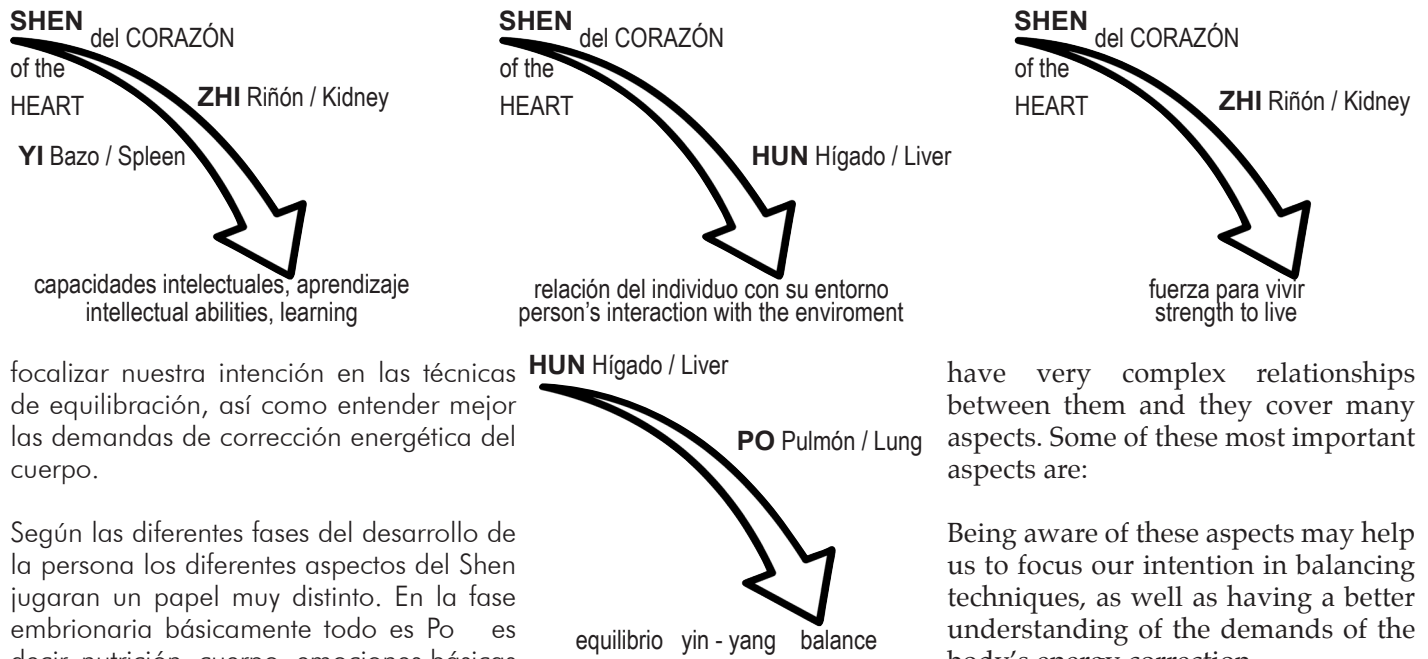 SHEN del CORAZÓN
of the
HEART
ZHI Riñón / Kidney
YI Bazo / Spleen
capacidades intelectuales, aprendizaje
intellectual abilities, learning
SHEN del CORAZÓN
of the
HEART
HUN Hígado / Liver
relación del individuo con su entorno
person's interaction with the enviroment
SHEN del CORAZÓN
of the
HEART
ZHI Riñón / Kidney
fuerza para vivir
strength to live
focalizar nuestra intención en las técnicas
de equilibración, así como entender mejor
las demandas de corrección energética del
cuerpo.
Según las diferentes fases del desarrollo de
la persona los diferentes aspectos del Shen
jugaran un papel muy distinto. En la fase
embrionaria básicamente todo es Po es
decir, nutrición, cuerpo, emociones básicas
HUN Hígado / Liver
PO Pulmón / Lung
equilibrio yin - yang balance
have very complex relationships
between them and they cover many
aspects. Some of these most important
aspects are:
Being aware of these aspects may help
us to focus our intention in balancing
techniques, as well as having a better
understanding of the demands of the
body's energy correction